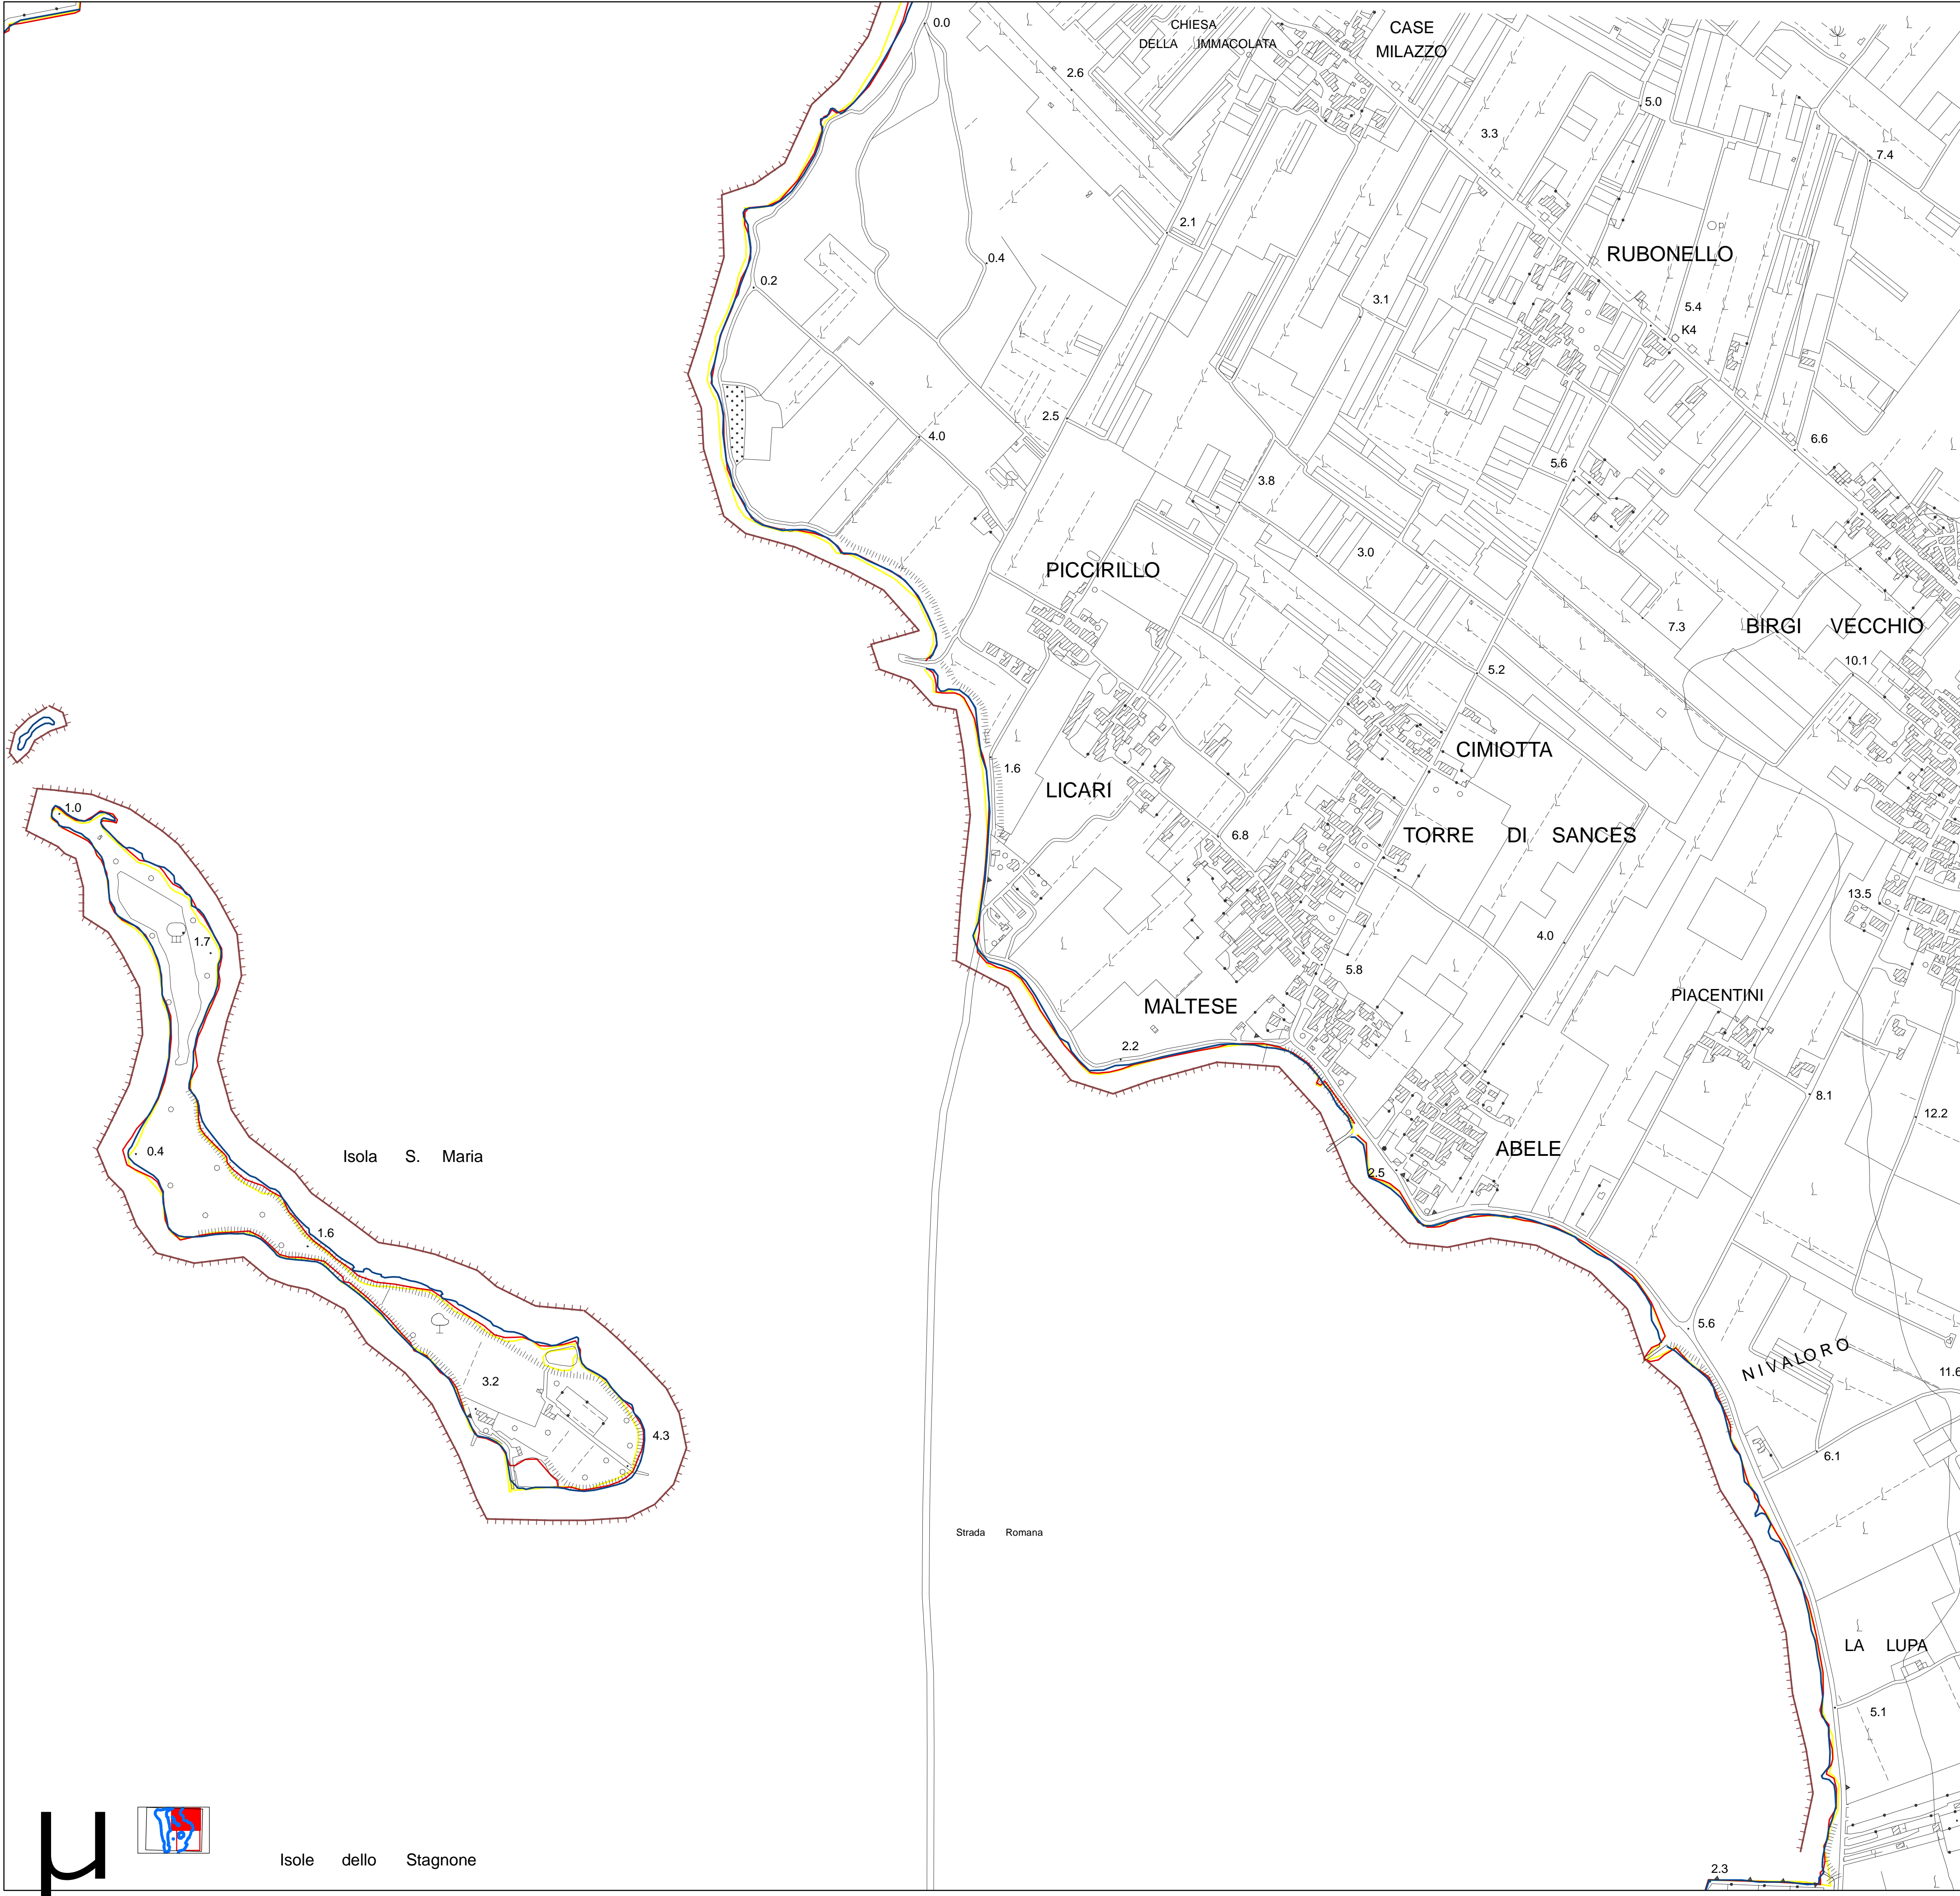 0.0
CHIESA
DELLA IMMACOLATA
CASE
MILAZZO
2.6
5.0
3.3
7.4
2.1
RUBONELLO
0.4
0.2
3.1
5.4
K4
2.5
4.0
6.6
5.6
3.8
3.0
PICCIRILLO
7.3
BIRGI VECCHIO
10.1
5.2
CIMIOTTA
1.6
LICARI
1.0
6.8
TORRE DI SANCES
13.5
1.7
4.0
5.8
PIACENTINI
MALTESE
2.2
8.1
12.2
0.4
Isola S. Maria
ABELE
2.5
1.6
5.6
NIVALORO
11.6
3.2
4.3
6.1
Strada Romana
LA LUPA
5.1
µ
Isole dello Stagnone
2.3